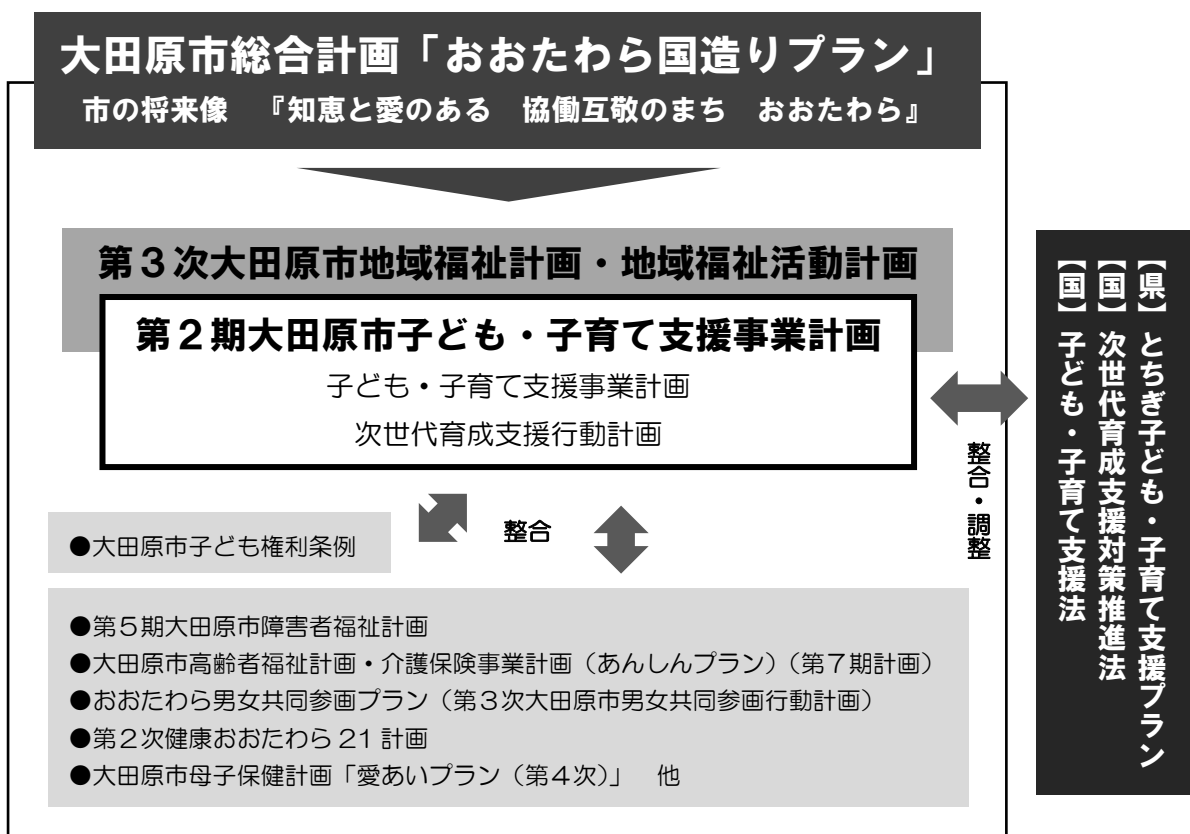 大田原市総合計画「おおたわら国造りプラン」
市の将来像　『知恵と愛のある　協働互敬のまち　おおたわら』
第３次大田原市地域福祉計画・地域福祉活動計画
第２期大田原市子ども・子育て支援事業計画
子ども・子育て支援事業計画
次世代育成支援行動計画
整合・調整
【県】とちぎ子ども・子育て支援プラン
【国】次世代育成支援対策推進法
【国】子ども・子育て支援法
整合
●大田原市子ども権利条例
●第５期大田原市障害者福祉計画
●大田原市高齢者福祉計画・介護保険事業計画（あんしんプラン）（第７期計画）
●おおたわら男女共同参画プラン（第３次大田原市男女共同参画行動計画）
●第２次健康おおたわら 21 計画
●大田原市母子保健計画「愛あいプラン（第４次）」　他